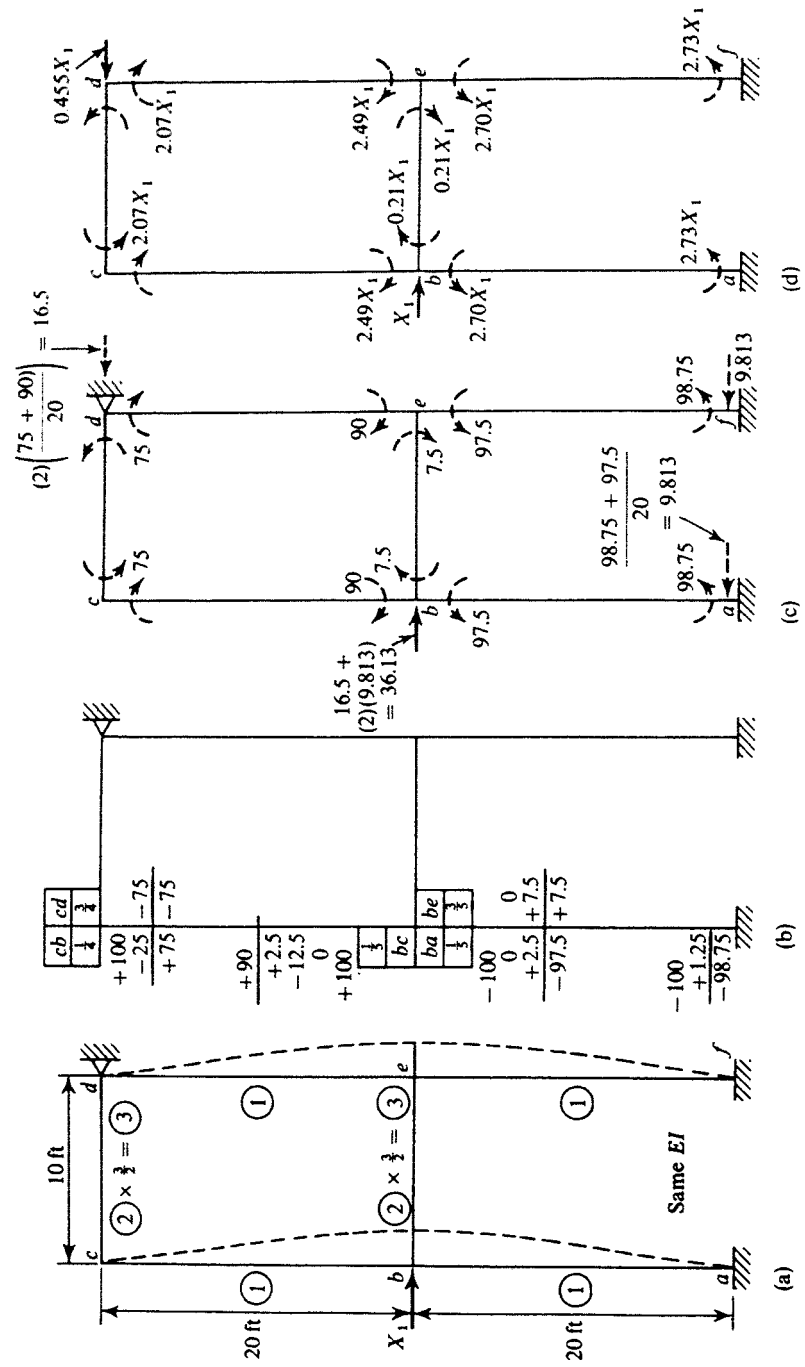 10 ft
c
d
② × 3/2 = ③
20 ft
①
①
X₁
b
② × 3/2 = ③
e
20 ft
①
①
Same EI
a
f
(a)
cb cd
1/4 3/4
+100
−25 −75
+75 −75
+90
+2.5
−12.5
0
+100
1/5
bc
ba be
1/5 3/5
−100
0 0
+2.5 +7.5
−97.5 +7.5
−100
+1.25
−98.75
(b)
(2)((75 + 90)/20) = 16.5
c
d
75
75
90
90
16.5 +
(2)(9.813)
= 36.13
b
7.5
7.5
e
97.5
97.5
98.75 + 97.5
20
= 9.813
98.75
98.75
a
f
9.813
(c)
0.455X₁
c
d
2.07X₁
2.07X₁
2.49X₁
2.49X₁
X₁
b
0.21X₁
0.21X₁
e
2.70X₁
2.70X₁
2.73X₁
2.73X₁
a
f
(d)